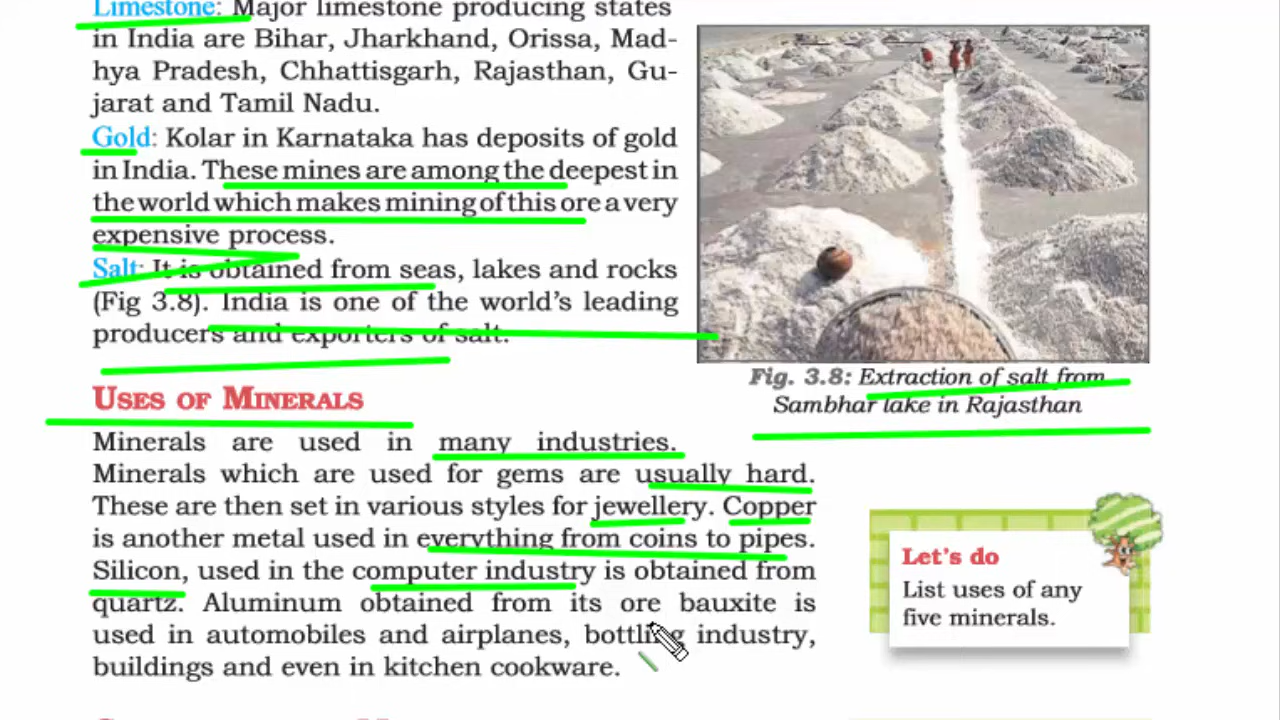 Limestone: Major limestone producing states
in India are Bihar, Jharkhand, Orissa, Mad-
hya Pradesh, Chhattisgarh, Rajasthan, Gu-
jarat and Tamil Nadu.
Gold: Kolar in Karnataka has deposits of gold
in India. These mines are among the deepest in
the world which makes mining of this ore a very
expensive process.
Salt: It is obtained from seas, lakes and rocks
(Fig 3.8). India is one of the world's leading
producers and exporters of salt.
Fig. 3.8: Extraction of salt from
Sambhar lake in Rajasthan
USES OF MINERALS
Minerals are used in many industries.
Minerals which are used for gems are usually hard.
These are then set in various styles for jewellery. Copper
is another metal used in everything from coins to pipes.
Silicon, used in the computer industry is obtained from
quartz. Aluminum obtained from its ore bauxite is
used in automobiles and airplanes, bottling industry,
buildings and even in kitchen cookware.
Let's do
List uses of any
five minerals.